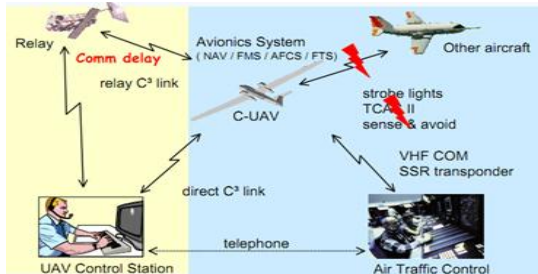 Relay
Comm delay
relay C³ link
Avionics System
( NAV / FMS / AFCS / FTS)
Other aircraft
C-UAV
strobe lights
TCAS II
sense & avoid
VHF COM
SSR transponder
direct C³ link
telephone
UAV Control Station
Air Traffic Control